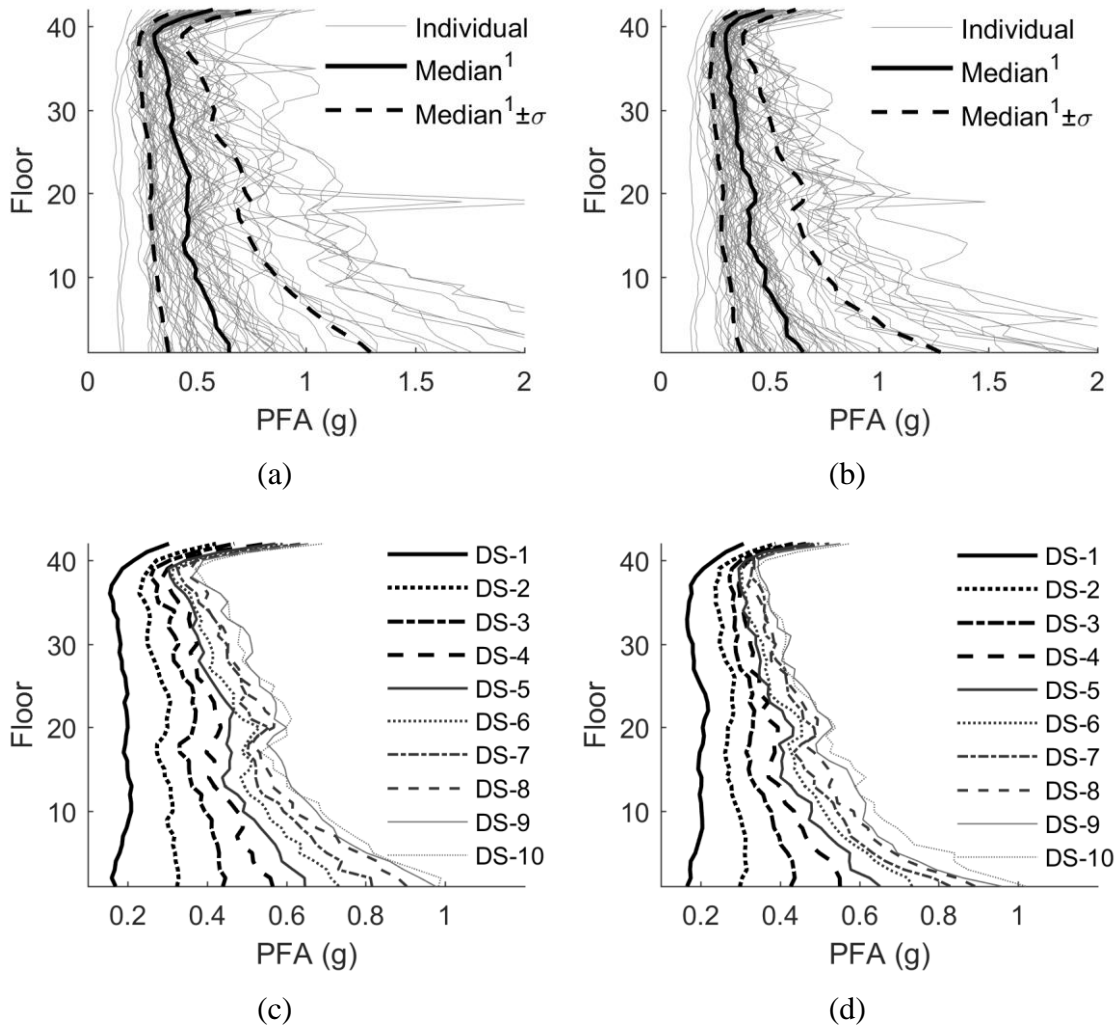 Individual
Median¹
Median¹±σ
40
30
20
10
Floor
0 0.5 1 1.5 2
PFA (g)
(a)
Individual
Median¹
Median¹±σ
40
30
20
10
Floor
0 0.5 1 1.5 2
PFA (g)
(b)
DS-1
DS-2
DS-3
DS-4
DS-5
DS-6
DS-7
DS-8
DS-9
DS-10
40
30
20
10
Floor
0.2 0.4 0.6 0.8 1
PFA (g)
(c)
DS-1
DS-2
DS-3
DS-4
DS-5
DS-6
DS-7
DS-8
DS-9
DS-10
40
30
20
10
Floor
0.2 0.4 0.6 0.8 1
PFA (g)
(d)